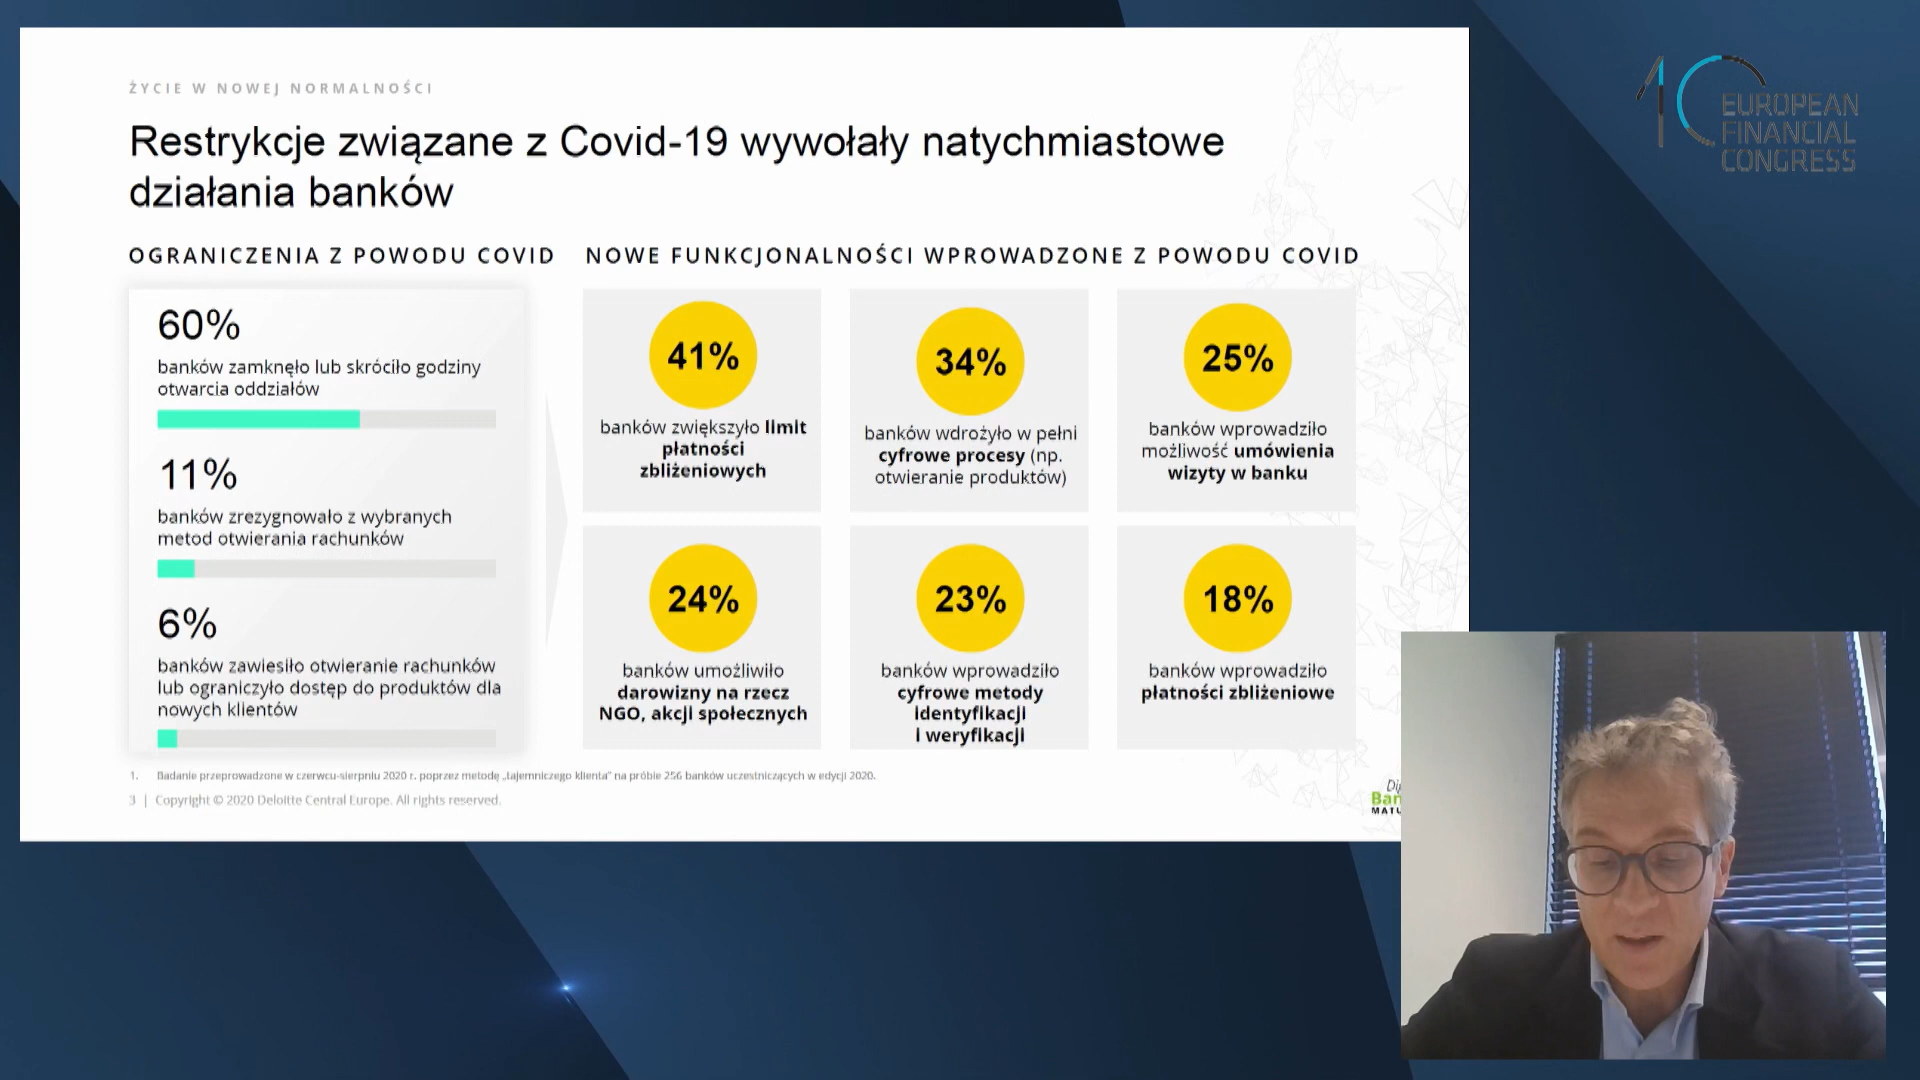 ŻYCIE W NOWEJ NORMALNOŚCI
Restrykcje związane z Covid-19 wywołały natychmiastowe
działania banków
OGRANICZENIA Z POWODU COVID
60%
banków zamknęło lub skróciło godziny
otwarcia oddziałów
11%
banków zrezygnowało z wybranych
metod otwierania rachunków
6%
banków zawiesiło otwieranie rachunków
lub ograniczyło dostęp do produktów dla
nowych klientów
NOWE FUNKCJONALNOŚCI WPROWADZONE Z POWODU COVID
41%
banków zwiększyło limit
płatności
zbliżeniowych
34%
banków wdrożyło w pełni
cyfrowe procesy (np.
otwieranie produktów)
25%
banków wprowadziło
możliwość umówienia
wizyty w banku
24%
banków umożliwiło
darowizny na rzecz
NGO, akcji społecznych
23%
banków wprowadziło
cyfrowe metody
identyfikacji
i weryfikacji
18%
banków wprowadziło
płatności zbliżeniowe
1. Badanie przeprowadzone w czerwcu-sierpniu 2020 r. poprzez metodę „tajemniczego klienta” na próbie 256 banków uczestniczących w edycji 2020.
3 | Copyright © 2020 Deloitte Central Europe. All rights reserved.
10 EUROPEAN
FINANCIAL
CONGRESS